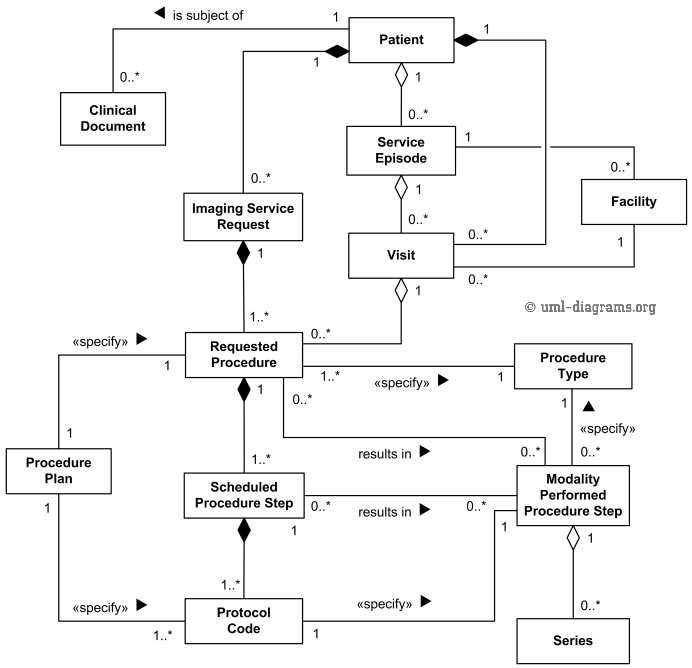 is subject of
1
Patient
1
1
1
0..*
0..*
Clinical
Document
Service
Episode
1
0..*
0..*
1
Imaging Service
Request
Facility
0..*
0..*
1
1
Visit
0..*
1
© uml-diagrams.org
1..*
0..*
«specify»
1
Requested
Procedure
1..*
«specify»
1
Procedure
Type
1
0..*
1
«specify»
1
results in
0..*
0..*
1..*
Procedure
Plan
Scheduled
Procedure Step
Modality
Performed
Procedure Step
1
0..*
results in
0..*
1
1
1
1..*
«specify»
Protocol
Code
«specify»
0..*
1..*
1
Series